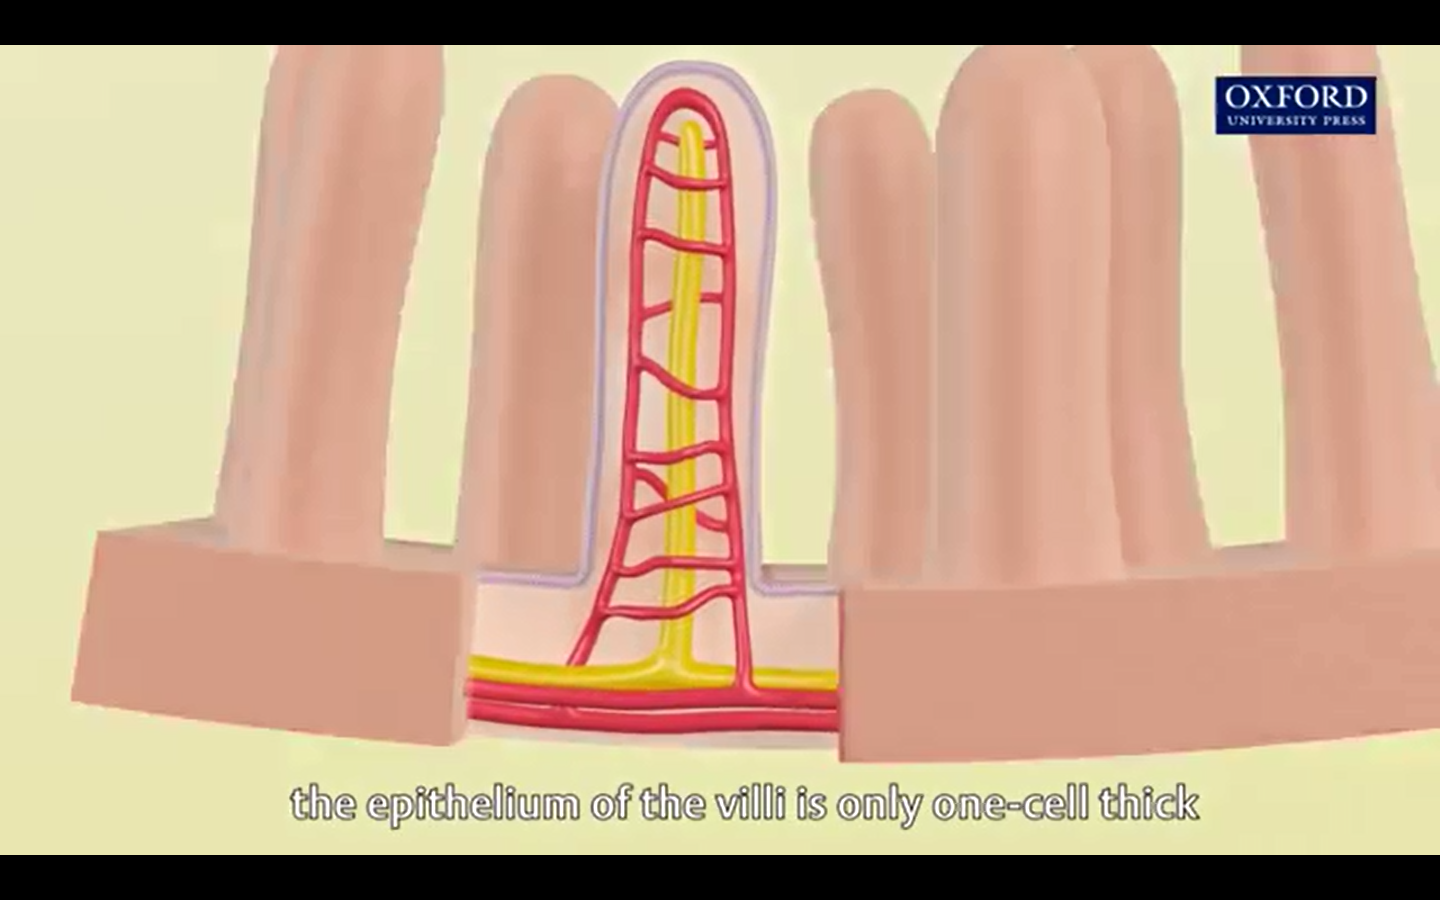 OXFORD
UNIVERSITY PRESS
the epithelium of the villi is only one-cell thick